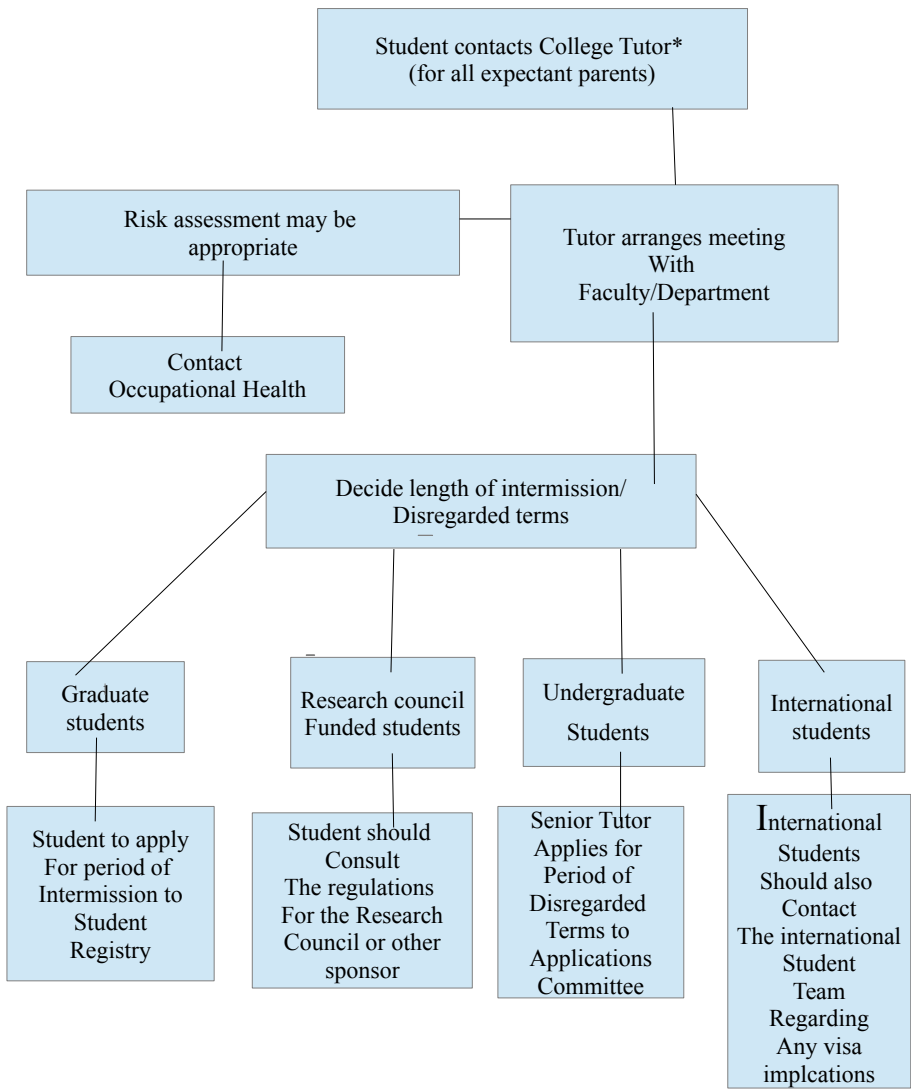 Student contacts College Tutor*
(for all expectant parents)
Risk assessment may be
appropriate
Tutor arranges meeting
With
Faculty/Department
Contact
Occupational Health
Decide length of intermission/
Disregarded terms
Graduate
students
Research council
Funded students
Undergraduate
Students
International
students
Student to apply
For period of
Intermission to
Student
Registry
Student should
Consult
The regulations
For the Research
Council or other
sponsor
Senior Tutor
Applies for
Period of
Disregarded
Terms to
Applications
Committee
International
Students
Should also
Contact
The international
Student
Team
Regarding
Any visa
implcations